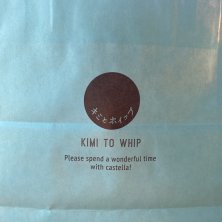 キミとホイップ
KIMI TO WHIP
Please spend a wonderful time
with castella!